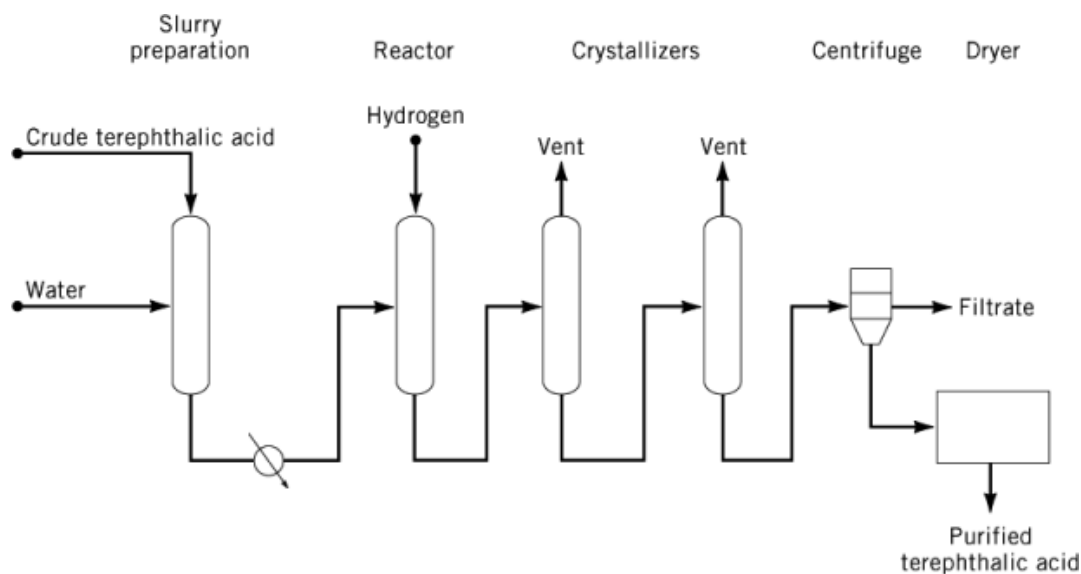 Slurry
preparation
Reactor
Crystallizers
Centrifuge
Dryer
Hydrogen
Crude terephthalic acid
Vent
Vent
Water
Filtrate
Purified
terephthalic acid